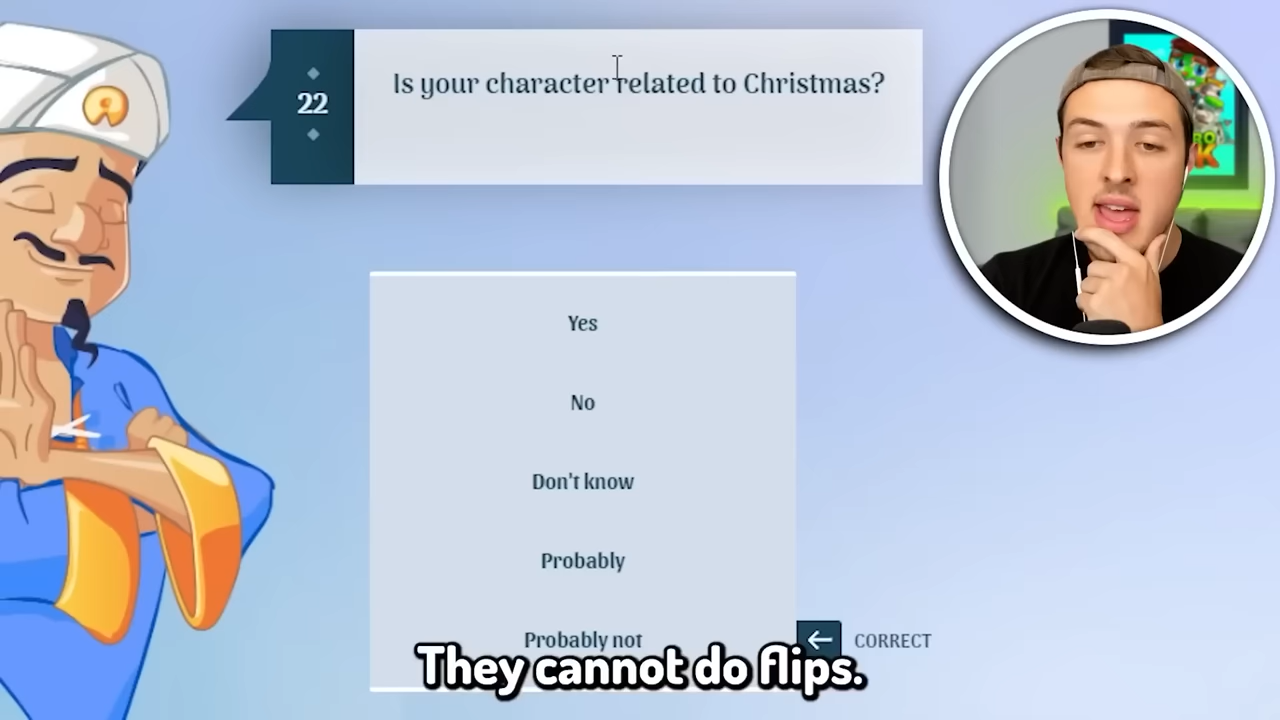 22
Is your character related to Christmas?
Yes
No
Don't know
Probably
Probably not
CORRECT
They cannot do flips.